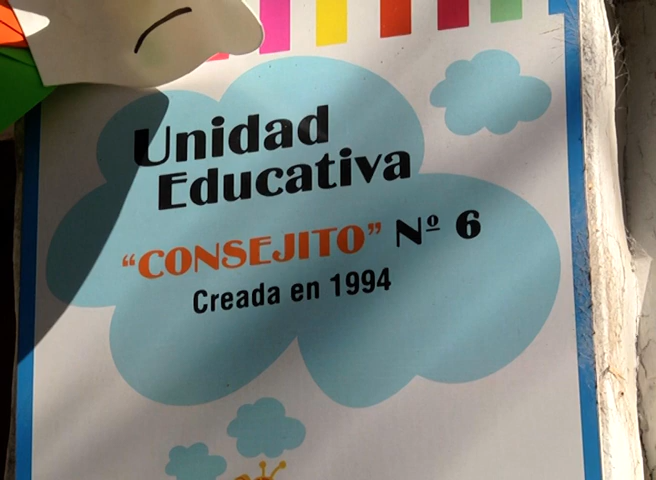 Unidad
Educativa
“CONSEJITO” Nº 6
Creada en 1994